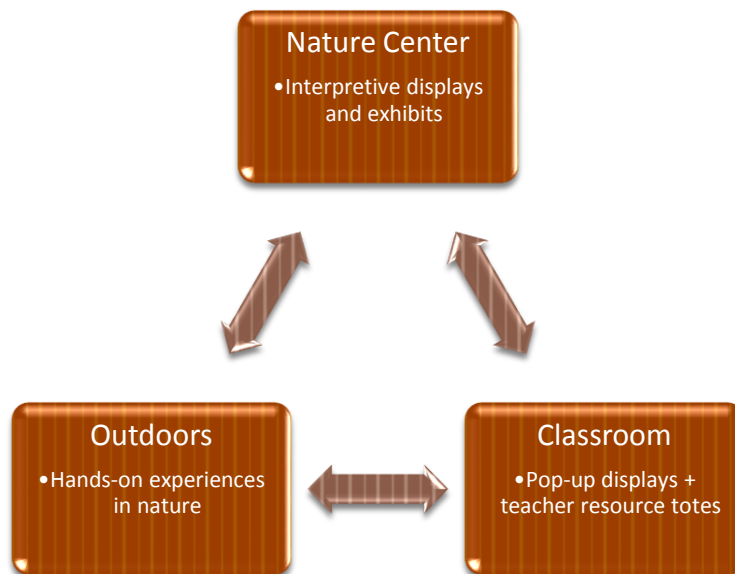 Nature Center
•Interpretive displays
and exhibits
Outdoors
•Hands-on experiences
in nature
Classroom
•Pop-up displays +
teacher resource totes